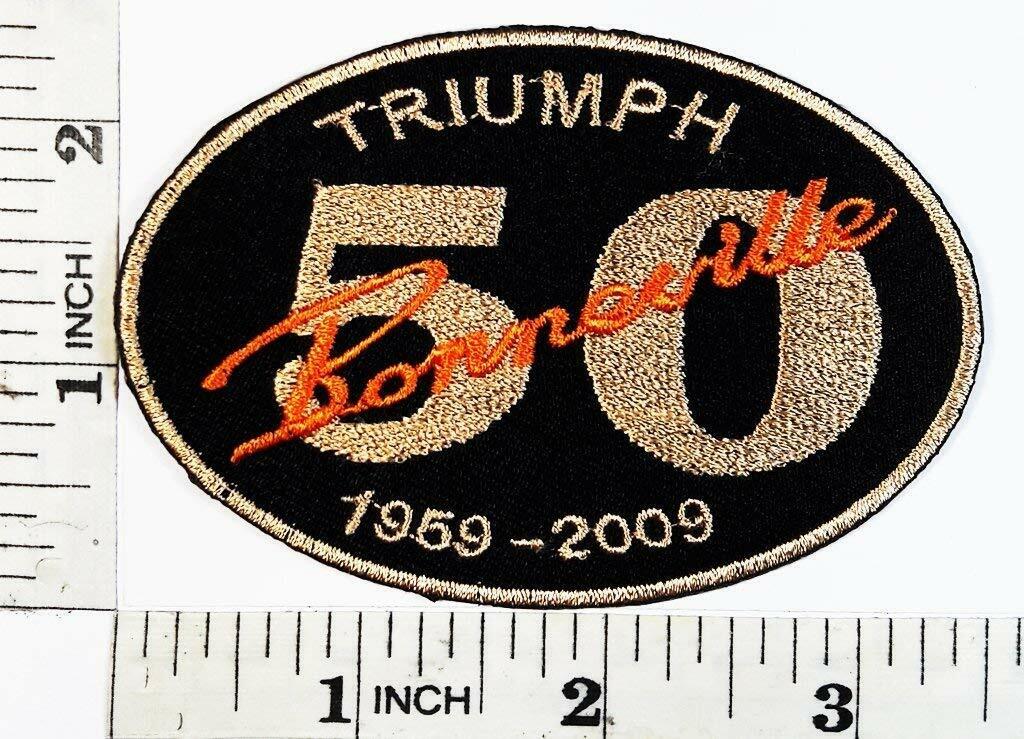 TRIUMPH
50
Bonneville
1959-2009
2
1 INCH
1 INCH 2 3